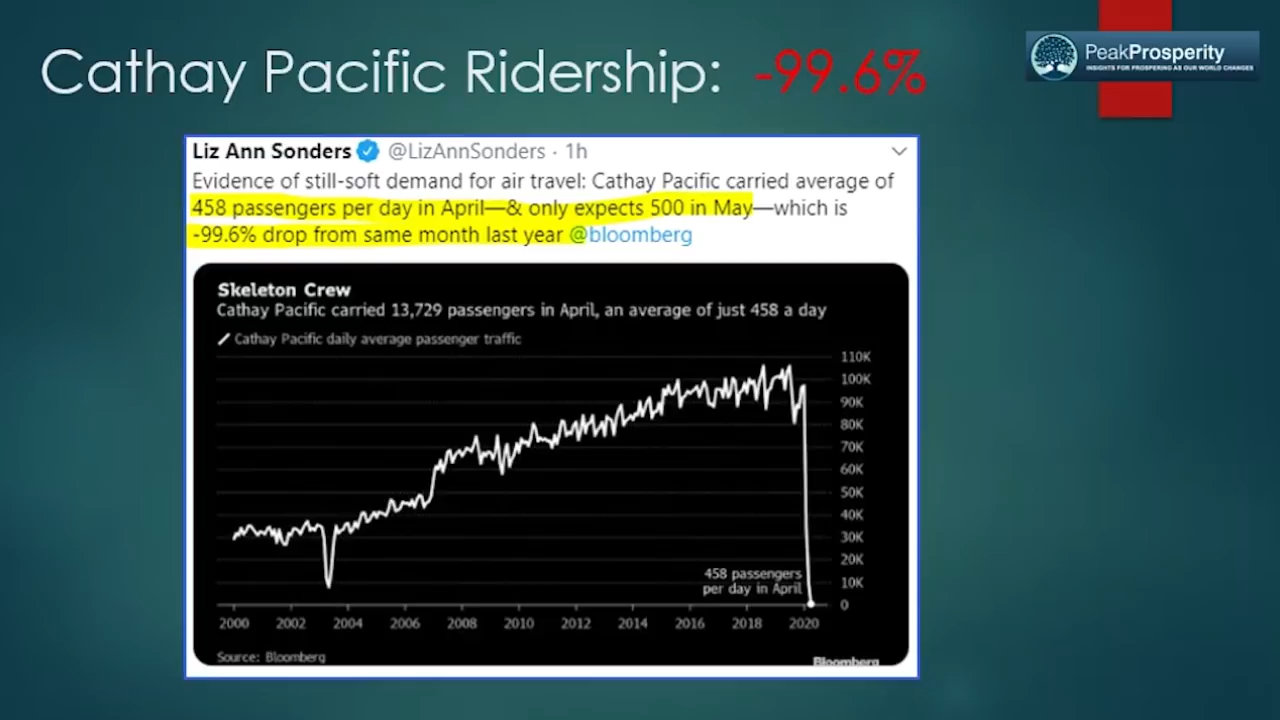 Cathay Pacific Ridership: -99.6%
PeakProsperity
INSIGHTS FOR PROSPERING AS OUR WORLD CHANGES
Liz Ann Sonders @LizAnnSonders · 1h
Evidence of still-soft demand for air travel: Cathay Pacific carried average of
458 passengers per day in April—& only expects 500 in May—which is
-99.6% drop from same month last year @bloomberg
Skeleton Crew
Cathay Pacific carried 13,729 passengers in April, an average of just 458 a day
Cathay Pacific daily average passenger traffic
110K
100K
90K
80K
70K
60K
50K
40K
30K
20K
10K
0
458 passengers
per day in April
2000 2002 2004 2006 2008 2010 2012 2014 2016 2018 2020
Source: Bloomberg
Bloomberg